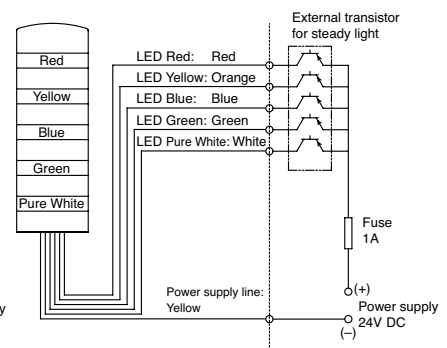 External transistor
for steady light
Red
Yellow
Blue
Green
Pure White
LED Red: Red
LED Yellow: Orange
LED Blue: Blue
LED Green: Green
LED Pure White: White
Fuse
1A
Power supply line:
Yellow
(+)
Power supply
24V DC
(–)
y